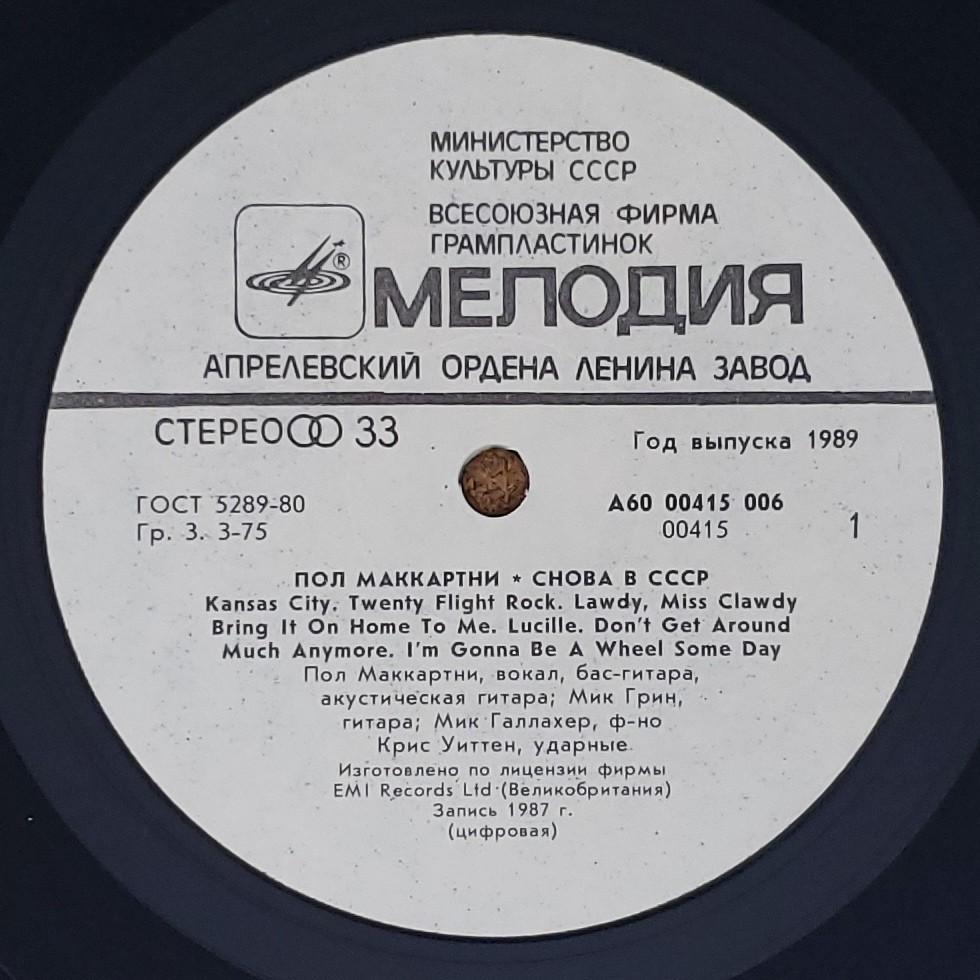 МИНИСТЕРСТВО
КУЛЬТУРЫ СССР
ВСЕСОЮЗНАЯ ФИРМА
ГРАМПЛАСТИНОК
®
МЕЛОДИЯ
АПРЕЛЕВСКИЙ ОРДЕНА ЛЕНИНА ЗАВОД
СТЕРЕО 33
Год выпуска 1989
ГОСТ 5289-80
Гр. 3. 3-75
А60 00415 006
00415
1
ПОЛ МАККАРТНИ * СНОВА В СССР
Kansas City. Twenty Flight Rock. Lawdy, Miss Clawdy
Bring It On Home To Me. Lucille. Don't Get Around
Much Anymore. I'm Gonna Be A Wheel Some Day
Пол Маккартни, вокал, бас-гитара,
акустическая гитара; Мик Грин,
гитара; Мик Галлахер, ф-но
Крис Уиттен, ударные
Изготовлено по лицензии фирмы
EMI Records Ltd (Великобритания)
Запись 1987 г.
(цифровая)